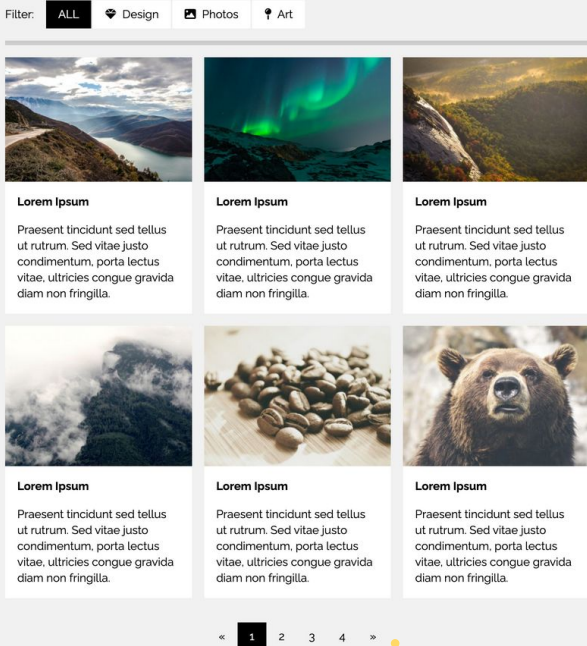 Filter: ALL Design Photos Art
Lorem Ipsum
Praesent tincidunt sed tellus
ut rutrum. Sed vitae justo
condimentum, porta lectus
vitae, ultricies congue gravida
diam non fringilla.
Lorem Ipsum
Praesent tincidunt sed tellus
ut rutrum. Sed vitae justo
condimentum, porta lectus
vitae, ultricies congue gravida
diam non fringilla.
Lorem Ipsum
Praesent tincidunt sed tellus
ut rutrum. Sed vitae justo
condimentum, porta lectus
vitae, ultricies congue gravida
diam non fringilla.
Lorem Ipsum
Praesent tincidunt sed tellus
ut rutrum. Sed vitae justo
condimentum, porta lectus
vitae, ultricies congue gravida
diam non fringilla.
Lorem Ipsum
Praesent tincidunt sed tellus
ut rutrum. Sed vitae justo
condimentum, porta lectus
vitae, ultricies congue gravida
diam non fringilla.
Lorem Ipsum
Praesent tincidunt sed tellus
ut rutrum. Sed vitae justo
condimentum, porta lectus
vitae, ultricies congue gravida
diam non fringilla.
« 1 2 3 4 »